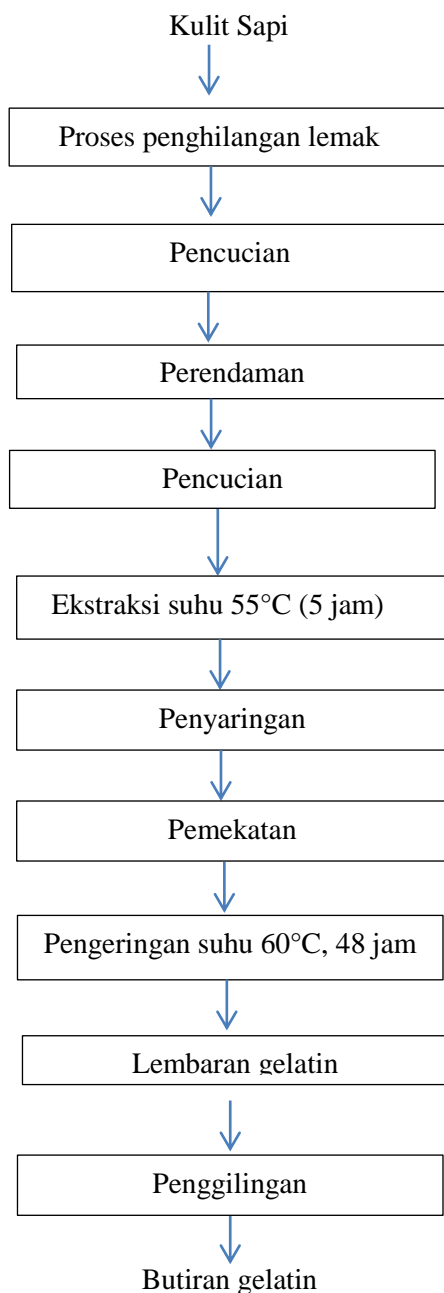 Kulit Sapi
Proses penghilangan lemak
Pencucian
Perendaman
Pencucian
Ekstraksi suhu 55°C (5 jam)
Penyaringan
Pemekatan
Pengeringan suhu 60°C, 48 jam
Lembaran gelatin
Penggilingan
Butiran gelatin